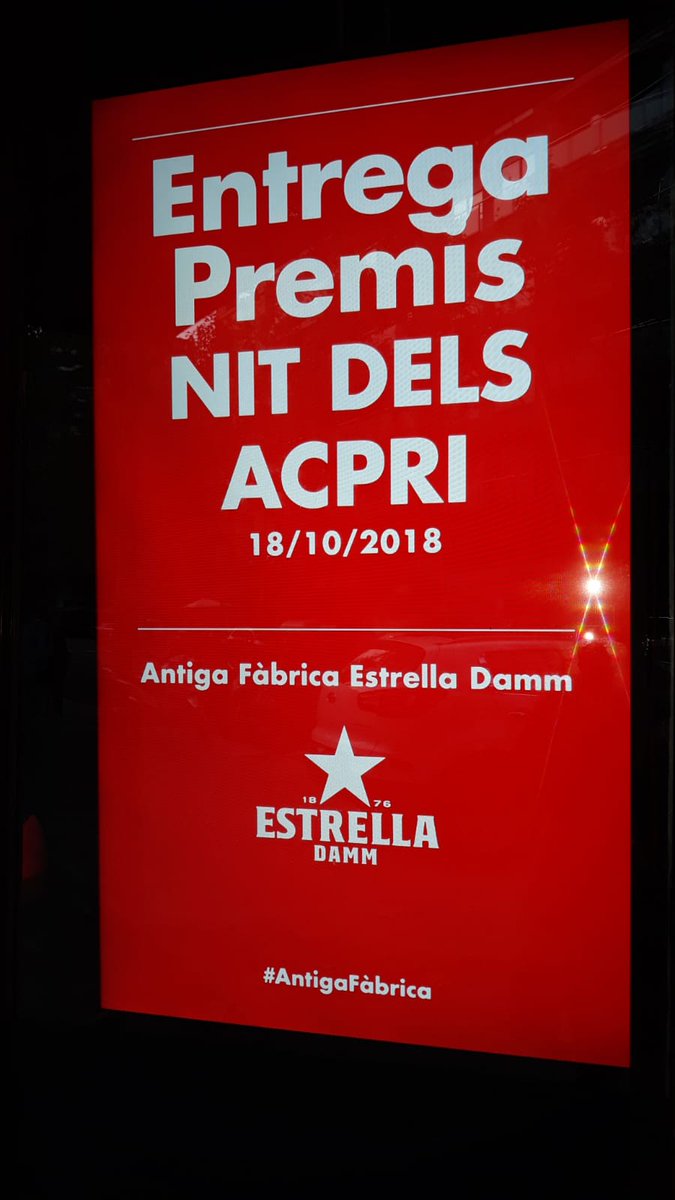 Entrega
Premis
NIT DELS
ACPRI
18/10/2018
Antiga Fàbrica Estrella Damm
18 76
ESTRELLA
DAMM
#AntigaFàbrica